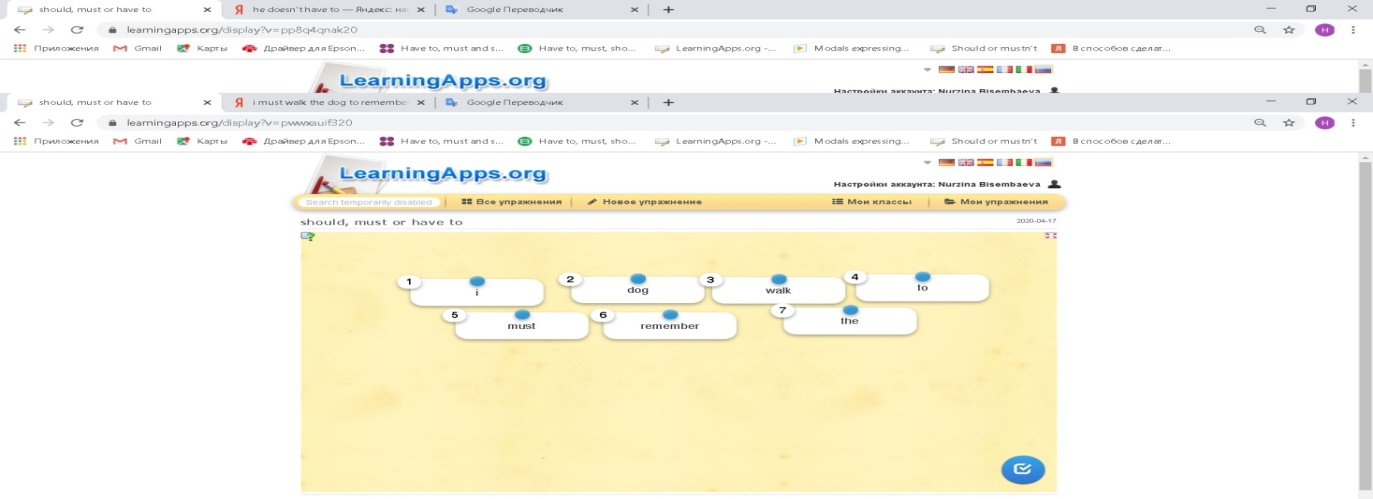 should, must or have to × Я he doesn't have to — Яндекс: на × Google Переводчик × +
learningapps.org/display?v=pp8q4qnak20 H
Приложения Gmail Карты Драйвер для Epson... Have to, must and s... Have to, must, sho... LearningApps.org -... Modals expressing... Should or mustn't Л 8 способов сделат...
LearningApps.org
Настройки аккаунта: Nurzina Bisembaeva
should, must or have to × Я i must walk the dog to remembe × Google Переводчик × +
learningapps.org/display?v=pwwxauif320 H
Приложения Gmail Карты Драйвер для Epson... Have to, must and s... Have to, must, sho... LearningApps.org -... Modals expressing... Should or mustn't Л 8 способов сделат...
LearningApps.org
Настройки аккаунта: Nurzina Bisembaeva
Search temporarily disabled Все упражнения Новое упражнение Мои классы Мои упражнения
should, must or have to 2020-04-17
1 i 2 dog 3 walk 4 to
5 must 6 remember 7 the